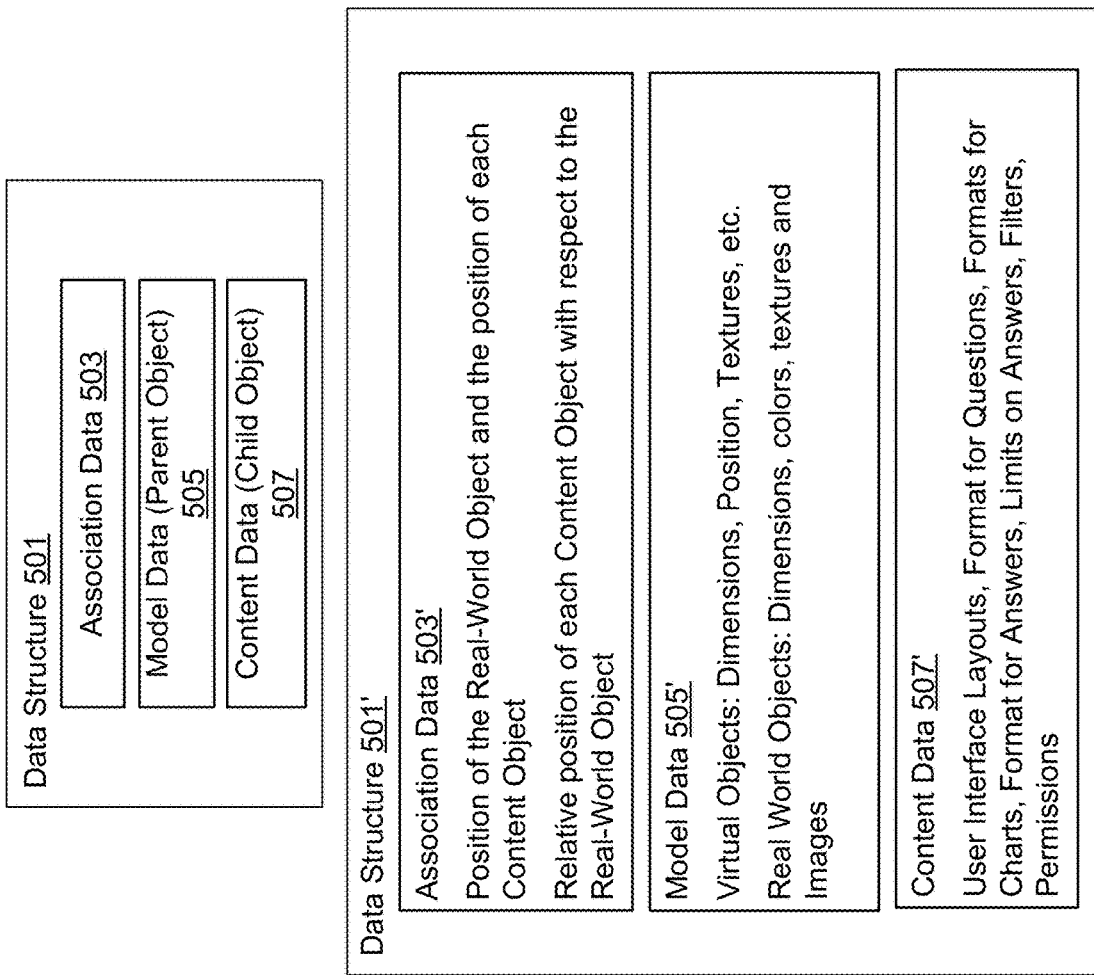 Data Structure 501
Association Data 503
Model Data (Parent Object)
505
Content Data (Child Object)
507
Data Structure 501'
Association Data 503'
Position of the Real-World Object and the position of each
Content Object
Relative position of each Content Object with respect to the
Real-World Object
Model Data 505'
Virtual Objects: Dimensions, Position, Textures, etc.
Real World Objects: Dimensions, colors, textures and
Images
Content Data 507'
User Interface Layouts, Format for Questions, Formats for
Charts, Format for Answers, Limits on Answers, Filters,
Permissions